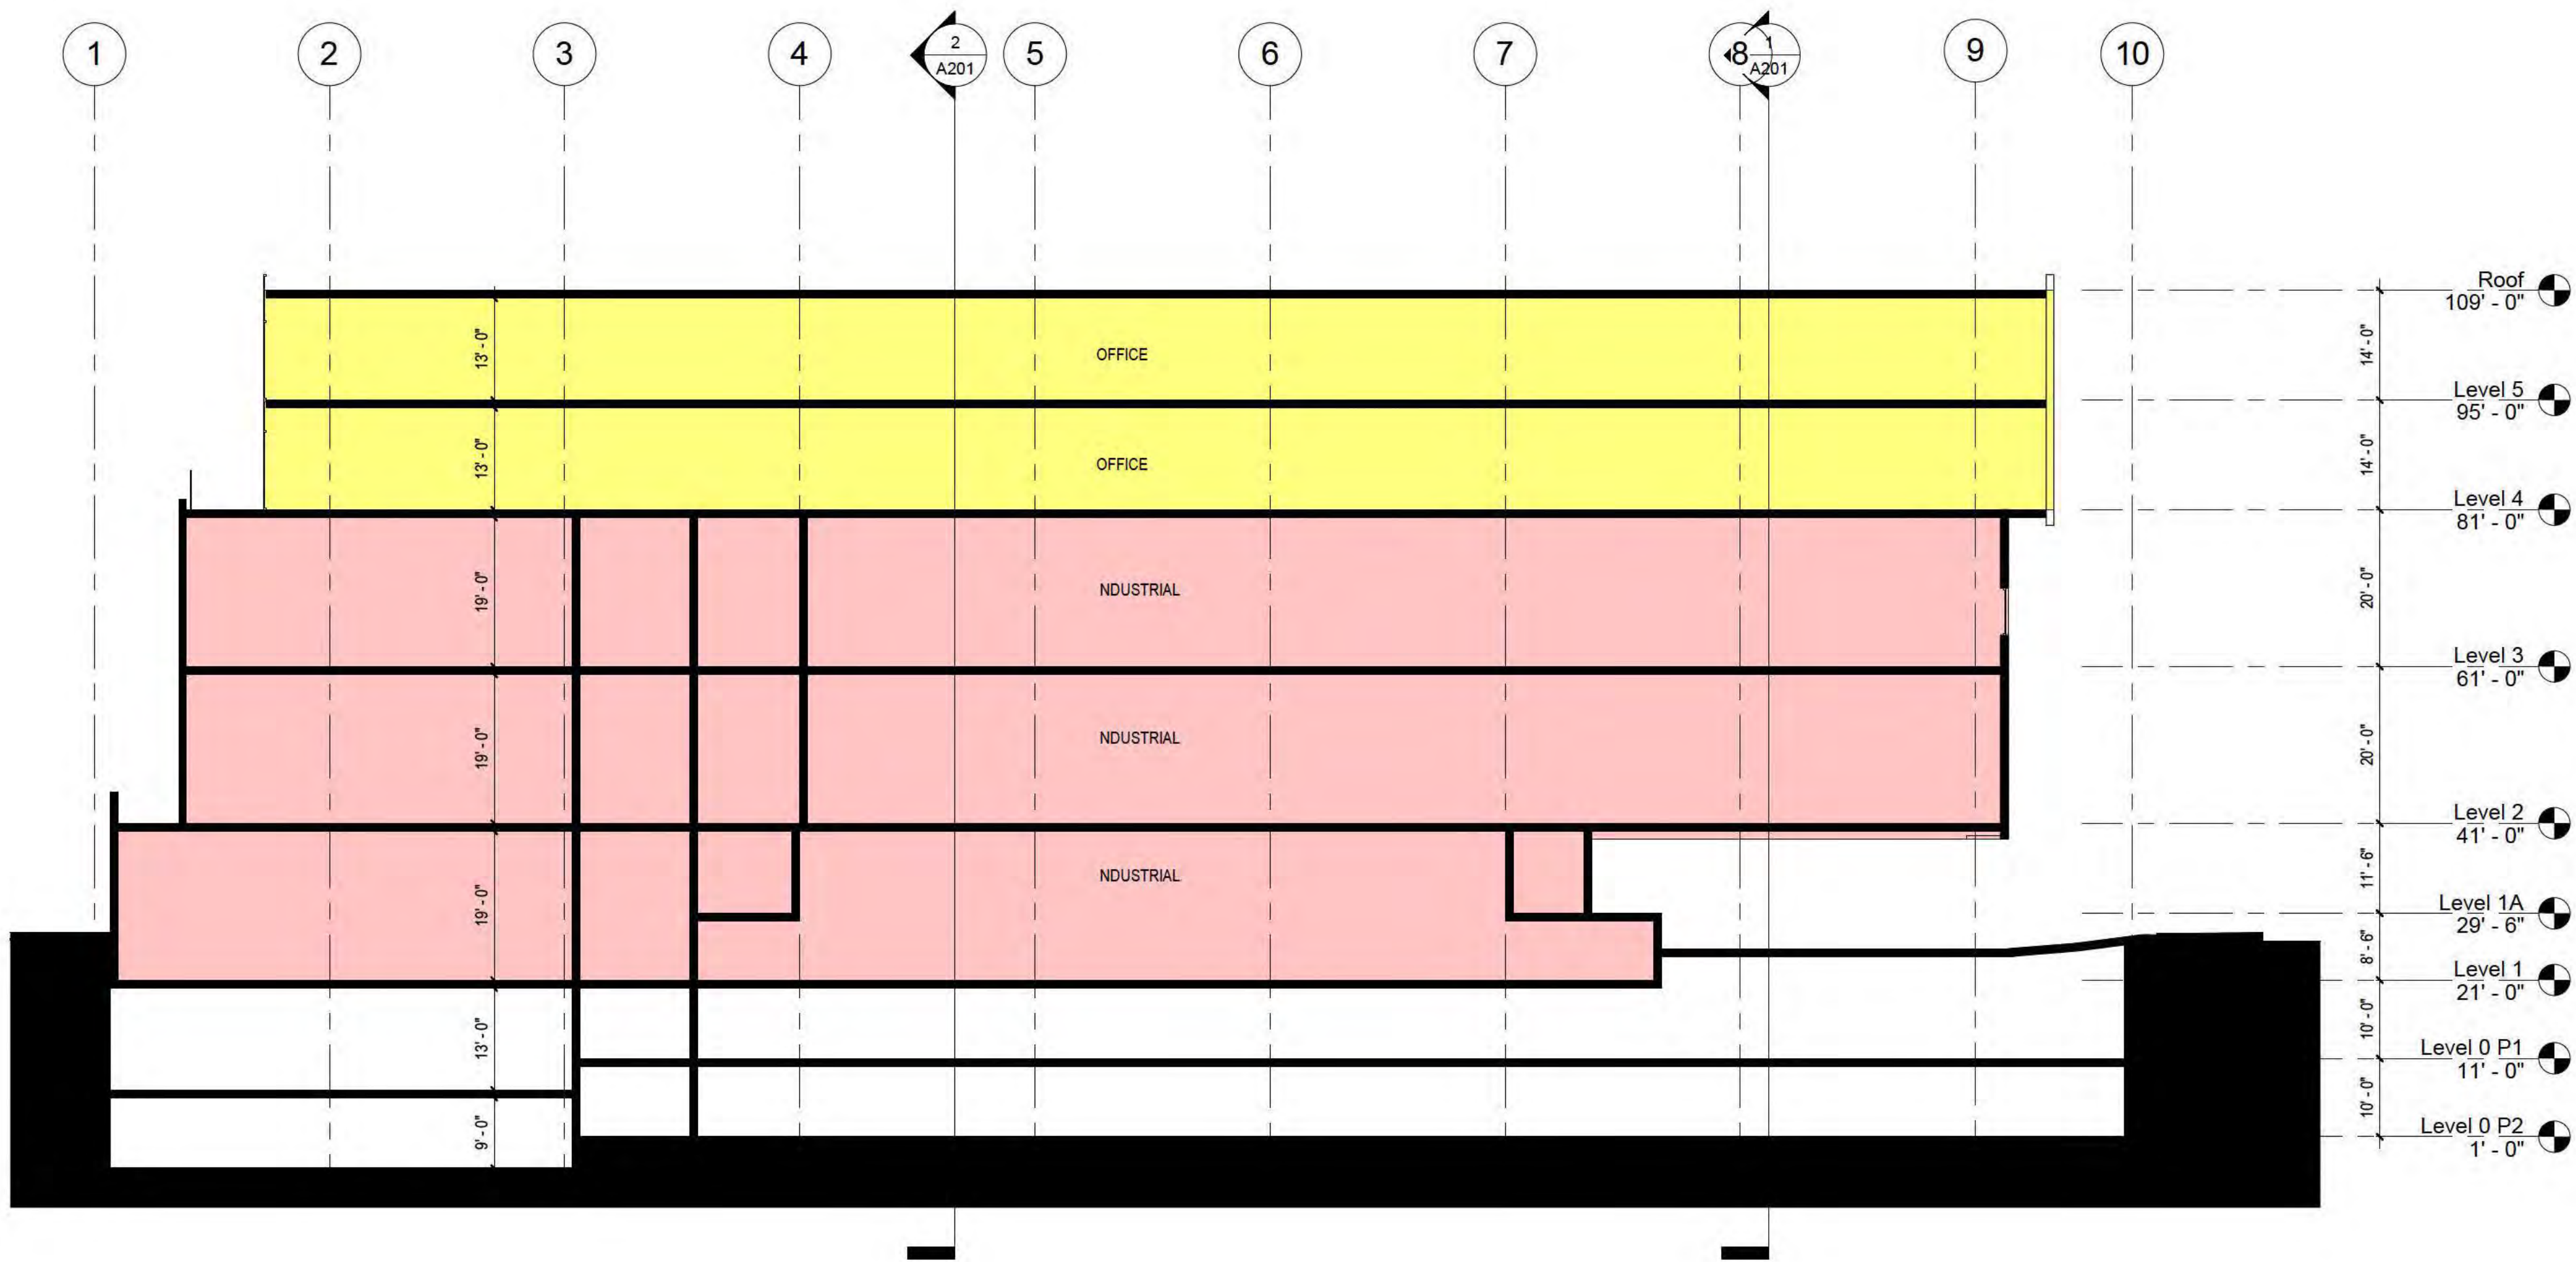 1
2
3
4
2
A201
5
6
7
8
1
A201
9
10
Roof
109' - 0"
13' - 0"
OFFICE
14' - 0"
Level 5
95' - 0"
13' - 0"
OFFICE
14' - 0"
Level 4
81' - 0"
19' - 0"
NDUSTRIAL
20' - 0"
Level 3
61' - 0"
19' - 0"
NDUSTRIAL
20' - 0"
Level 2
41' - 0"
19' - 0"
NDUSTRIAL
11' - 6"
Level 1A
29' - 6"
8' - 6"
Level 1
21' - 0"
13' - 0"
10' - 0"
Level 0 P1
11' - 0"
9' - 0"
10' - 0"
Level 0 P2
1' - 0"